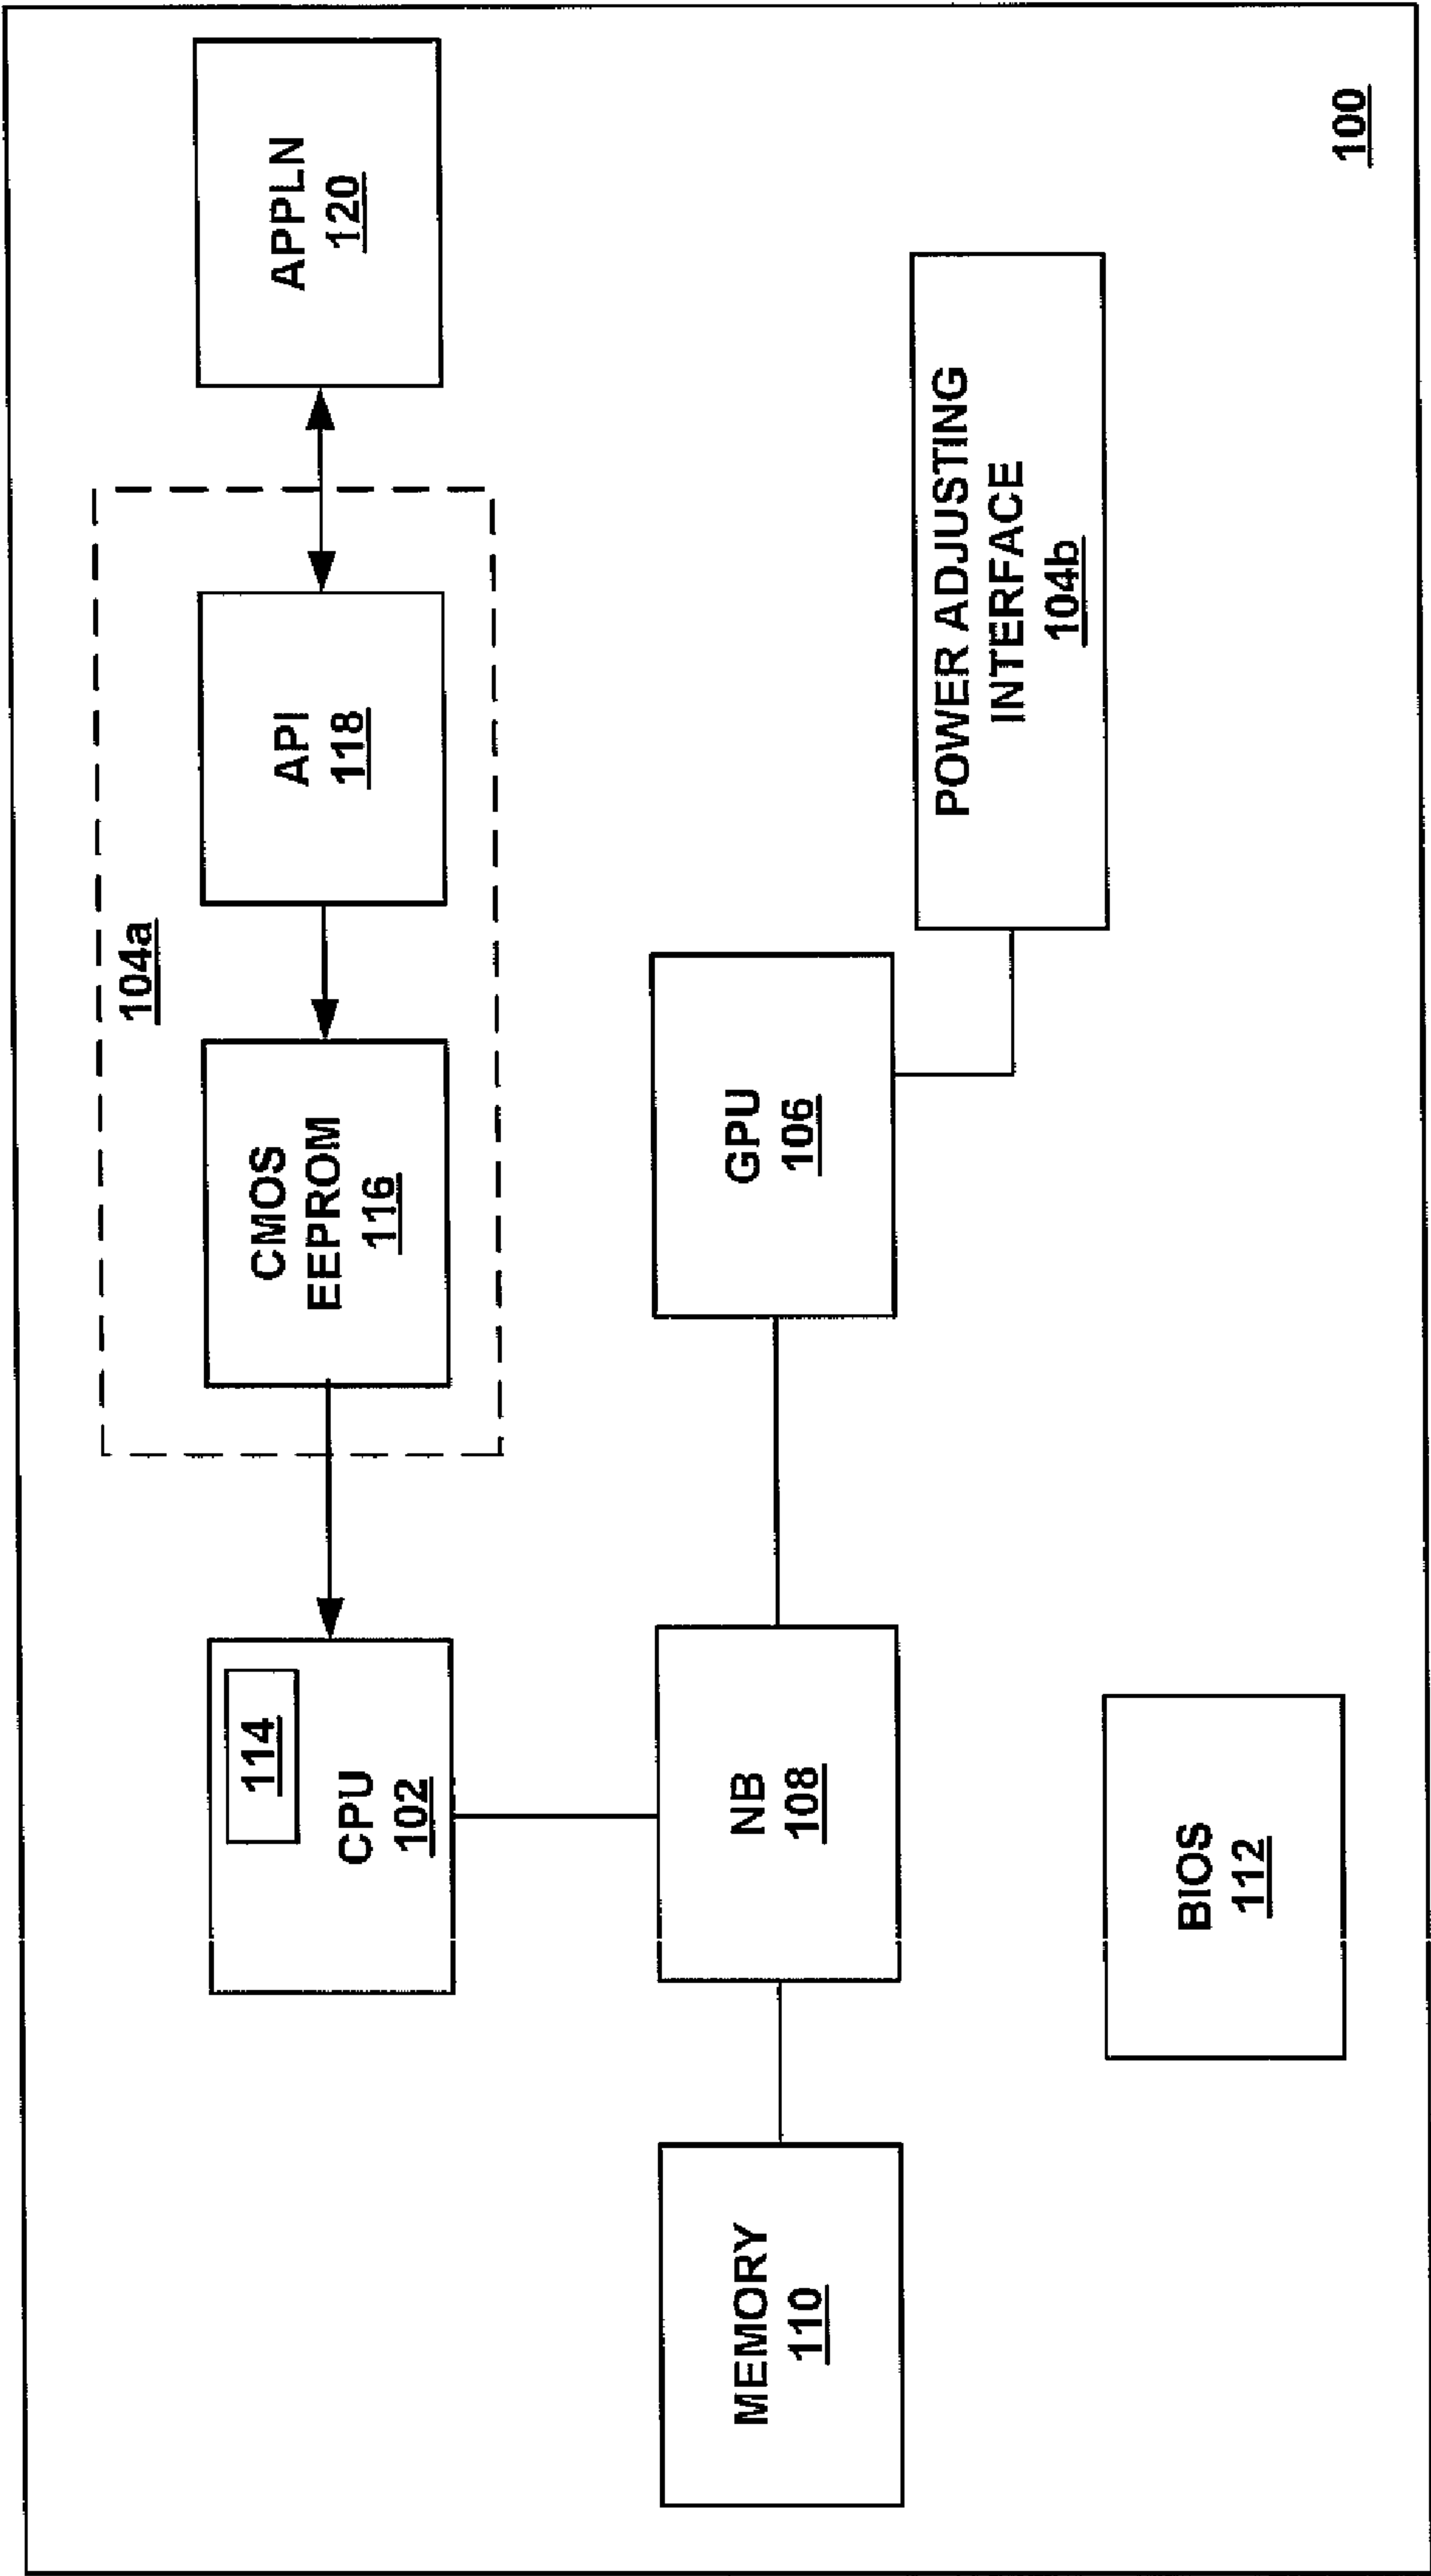 104a
114
CPU
102
CMOS
EEPROM
116
API
118
APPLN
120
MEMORY
110
NB
108
GPU
106
POWER ADJUSTING
INTERFACE
104b
BIOS
112
100